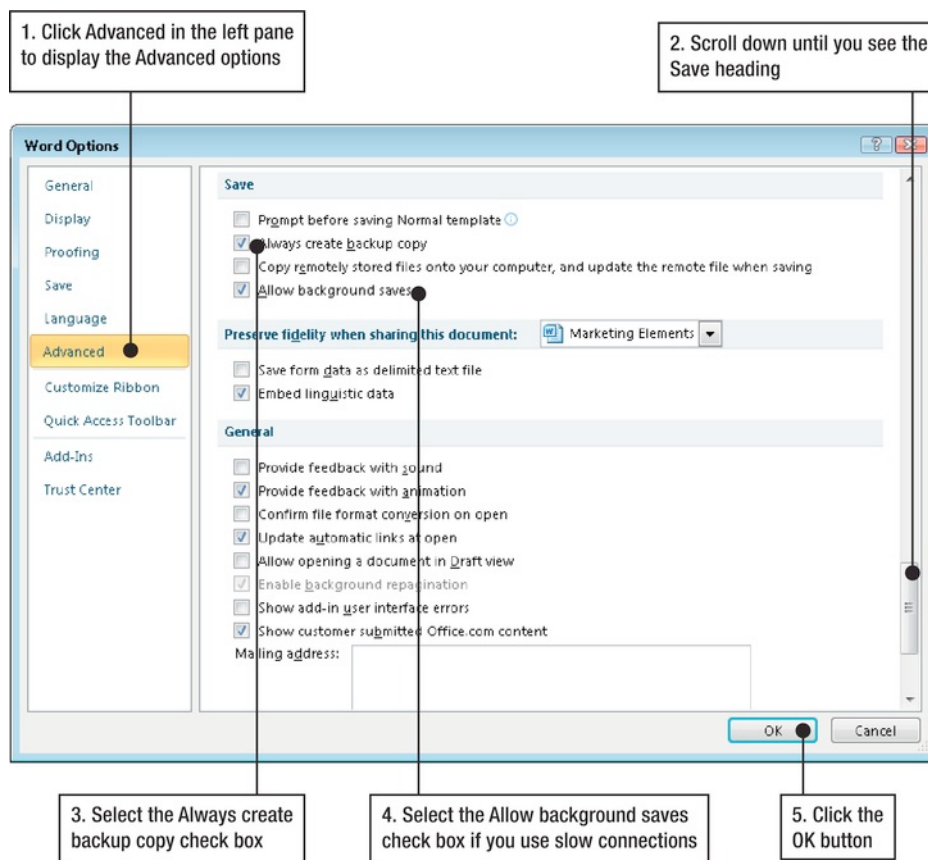 1. Click Advanced in the left pane
to display the Advanced options
2. Scroll down until you see the
Save heading
Word Options
General
Display
Proofing
Save
Language
Advanced
Customize Ribbon
Quick Access Toolbar
Add-Ins
Trust Center
Save
Prompt before saving Normal template
Always create backup copy
Copy remotely stored files onto your computer, and update the remote file when saving
Allow background saves
Preserve fidelity when sharing this document: Marketing Elements
Save form data as delimited text file
Embed linguistic data
General
Provide feedback with sound
Provide feedback with animation
Confirm file format conversion on open
Update automatic links at open
Allow opening a document in Draft view
Enable background repagination
Show add-in user interface errors
Show customer submitted Office.com content
Mailing address:
OK Cancel
3. Select the Always create
backup copy check box
4. Select the Allow background saves
check box if you use slow connections
5. Click the
OK button